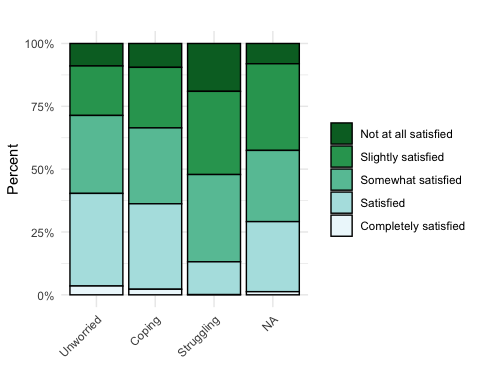 100%
75%
50%
25%
0%
Percent
Unworried
Coping
Struggling
NA
Not at all satisfied
Slightly satisfied
Somewhat satisfied
Satisfied
Completely satisfied